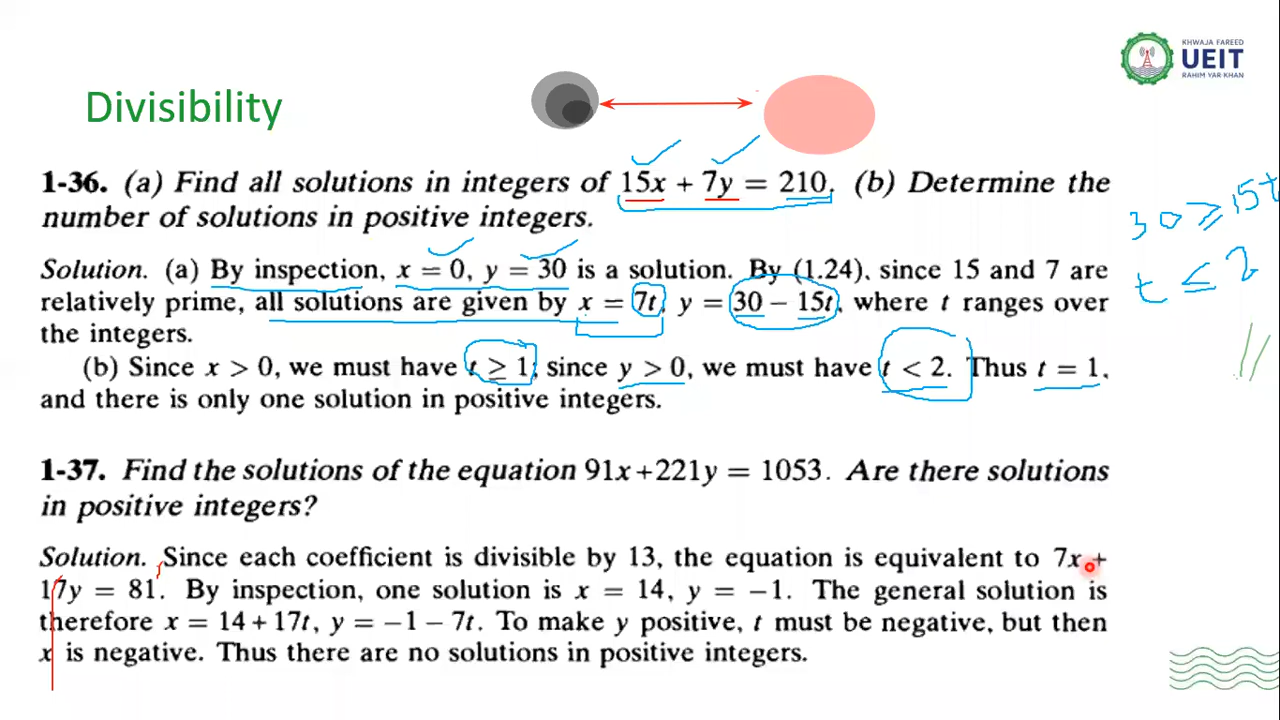 KHWAJA FAREED
UEIT
RAHIM YAR KHAN
Divisibility
1-36. (a) Find all solutions in integers of 15x + 7y = 210. (b) Determine the
number of solutions in positive integers.
30 ≥ 15t
t ≤ 2
Solution. (a) By inspection, x = 0, y = 30 is a solution. By (1.24), since 15 and 7 are
relatively prime, all solutions are given by x = 7t, y = 30 − 15t, where t ranges over
the integers.
(b) Since x > 0, we must have t ≥ 1; since y > 0, we must have t < 2. Thus t = 1,
and there is only one solution in positive integers.
1-37. Find the solutions of the equation 91x+221y = 1053. Are there solutions
in positive integers?
Solution. Since each coefficient is divisible by 13, the equation is equivalent to 7x +
17y = 81. By inspection, one solution is x = 14, y = −1. The general solution is
therefore x = 14 + 17t, y = −1 − 7t. To make y positive, t must be negative, but then
x is negative. Thus there are no solutions in positive integers.